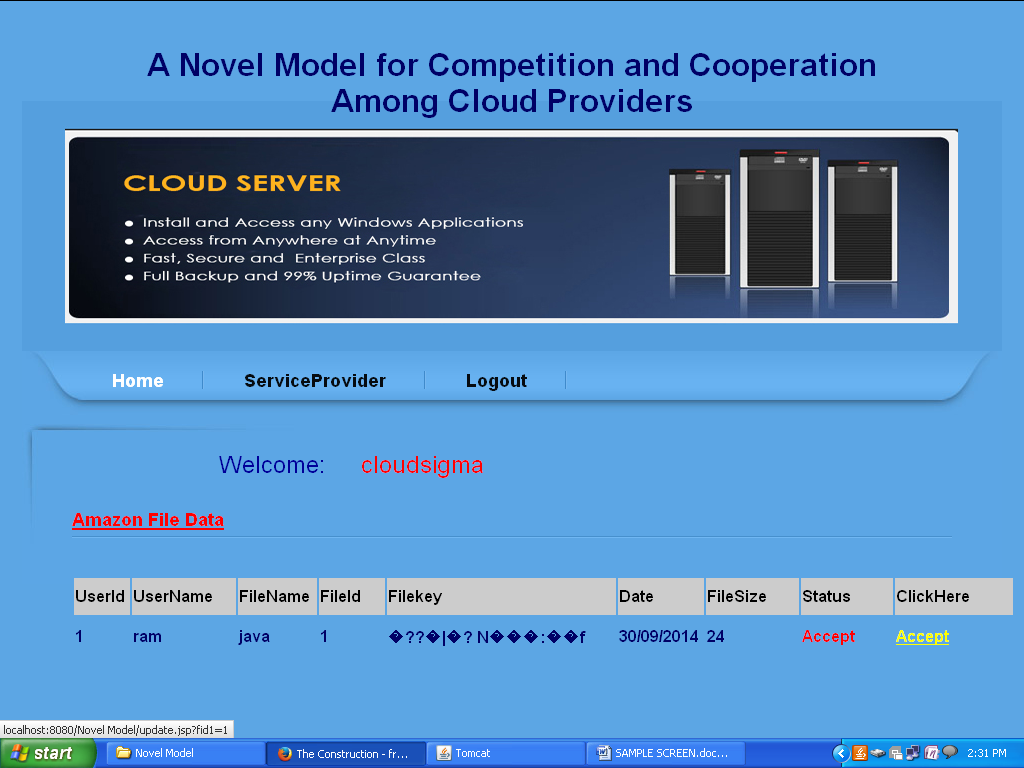 A Novel Model for Competition and Cooperation
Among Cloud Providers
CLOUD SERVER
• Install and Access any Windows Applications
• Access from Anywhere at Anytime
• Fast, Secure and Enterprise Class
• Full Backup and 99% Uptime Guarantee
Home ServiceProvider Logout
Welcome: cloudsigma
Amazon File Data
UserId UserName FileName FileId Filekey Date FileSize Status ClickHere
1 ram java 1 �??�|�? N���:��f 30/09/2014 24 Accept Accept
localhost:8080/Novel Model/update.jsp?fid1=1
start Novel Model The Construction - fr... Tomcat SAMPLE SCREEN.doc... 2:31 PM